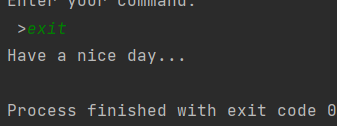 Enter your command:
>exit
Have a nice day...
Process finished with exit code 0